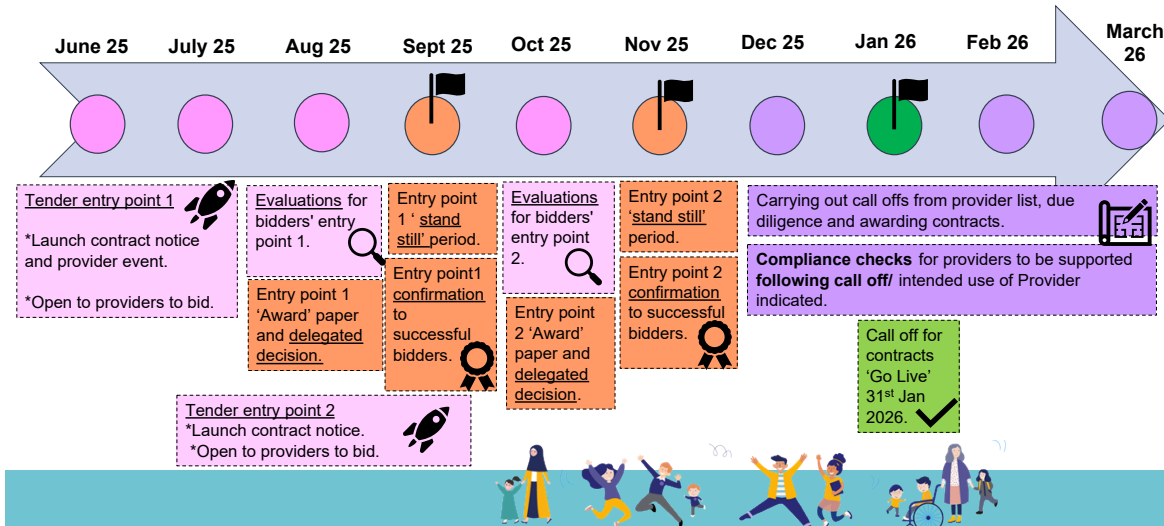 June 25
July 25
Aug 25
Sept 25
Oct 25
Nov 25
Dec 25
Jan 26
Feb 26
March
26
Tender entry point 1
*Launch contract notice
and provider event.
*Open to providers to bid.
Evaluations for
bidders' entry
point 1.
Entry point 1
‘Award’ paper
and delegated
decision.
Entry point
1 ‘ stand
still’ period.
Entry point1
confirmation
to
successful
bidders.
Evaluations
for bidders'
entry point
2.
Entry point
2 ‘Award’
paper and
delegated
decision.
Entry point 2
‘stand still’
period.
Entry point 2
confirmation
to successful
bidders.
Carrying out call offs from provider list, due
diligence and awarding contracts.
Compliance checks for providers to be supported
following call off/ intended use of Provider
indicated.
Call off for
contracts
‘Go Live’
31st Jan
2026.
Tender entry point 2
*Launch contract notice.
*Open to providers to bid.